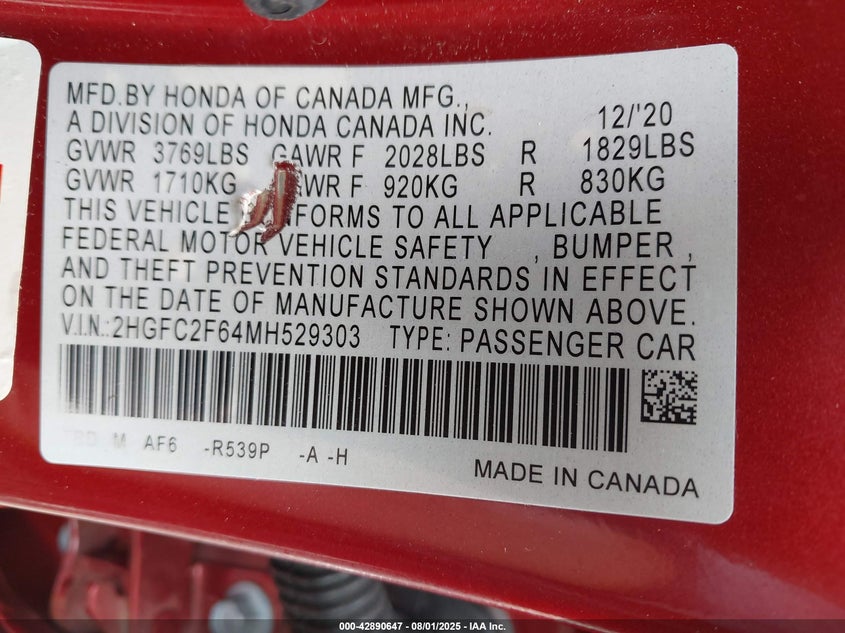 MFD.BY HONDA OF CANADA MFG.,
A DIVISION OF HONDA CANADA INC. 12/'20
GVWR 3769LBS GAWR F 2028LBS R 1829LBS
GVWR 1710KG WR F 920KG R 830KG
THIS VEHICLE NFORMS TO ALL APPLICABLE
FEDERAL MOTOR VEHICLE SAFETY , BUMPER ,
AND THEFT PREVENTION STANDARDS IN EFFECT
ON THE DATE OF MANUFACTURE SHOWN ABOVE.
V.I.N.:2HGFC2F64MH529303 TYPE: PASSENGER CAR
TBD M AF6 -R539P -A -H
MADE IN CANADA
000-42890647 - 08/01/2025 - IAA Inc.